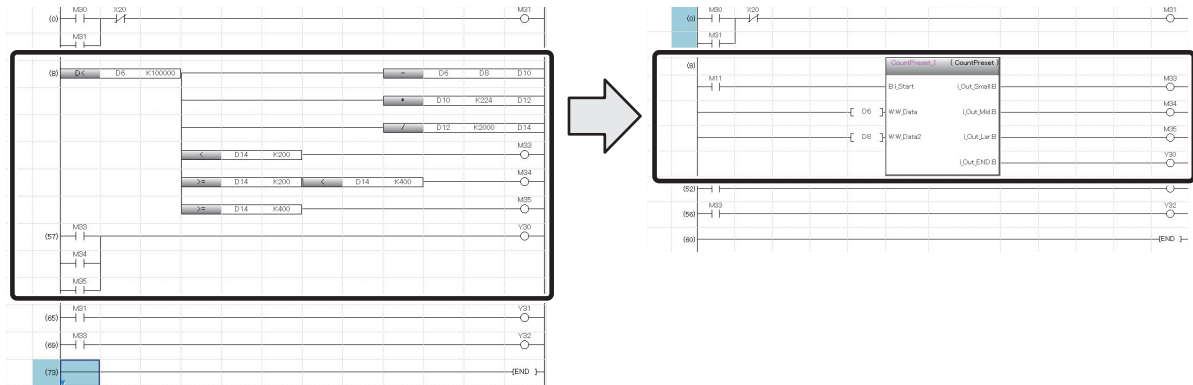 M30 X20 M31
(0)
M31
(8) D< D6 K100000 - D6 D8 D10
* D10 K224 D12
/ D12 K2000 D14
M33
< D14 K200
M34
>= D14 K200 < D14 K400
M35
>= D14 K400
M33 Y30
(57)
M34
M35
M31 Y31
(65)
M33 Y32
(69)
(73) [END ]
M30 X20 M31
(0)
M31
(8) CountPreset_1 (CountPreset)
M11 M33
B:i_Start i_Out_Small:B
M34
[ D6 ] W:W_Data i_Out_Mid:B
M35
[ D8 ] W:W_Data2 i_Out_Lar:B
Y30
i_Out_END:B
(52)
M33 Y32
(56)
(60) [END ]